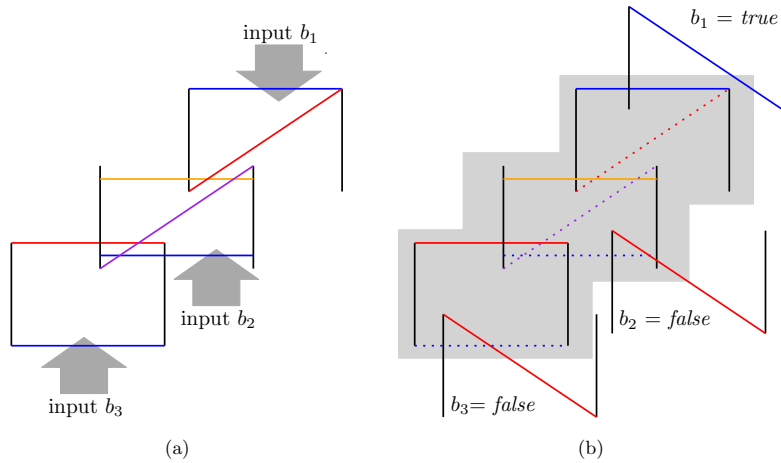 input b₁
input b₂
input b₃
(a)
b₁ = true
b₂ = false
b₃= false
(b)